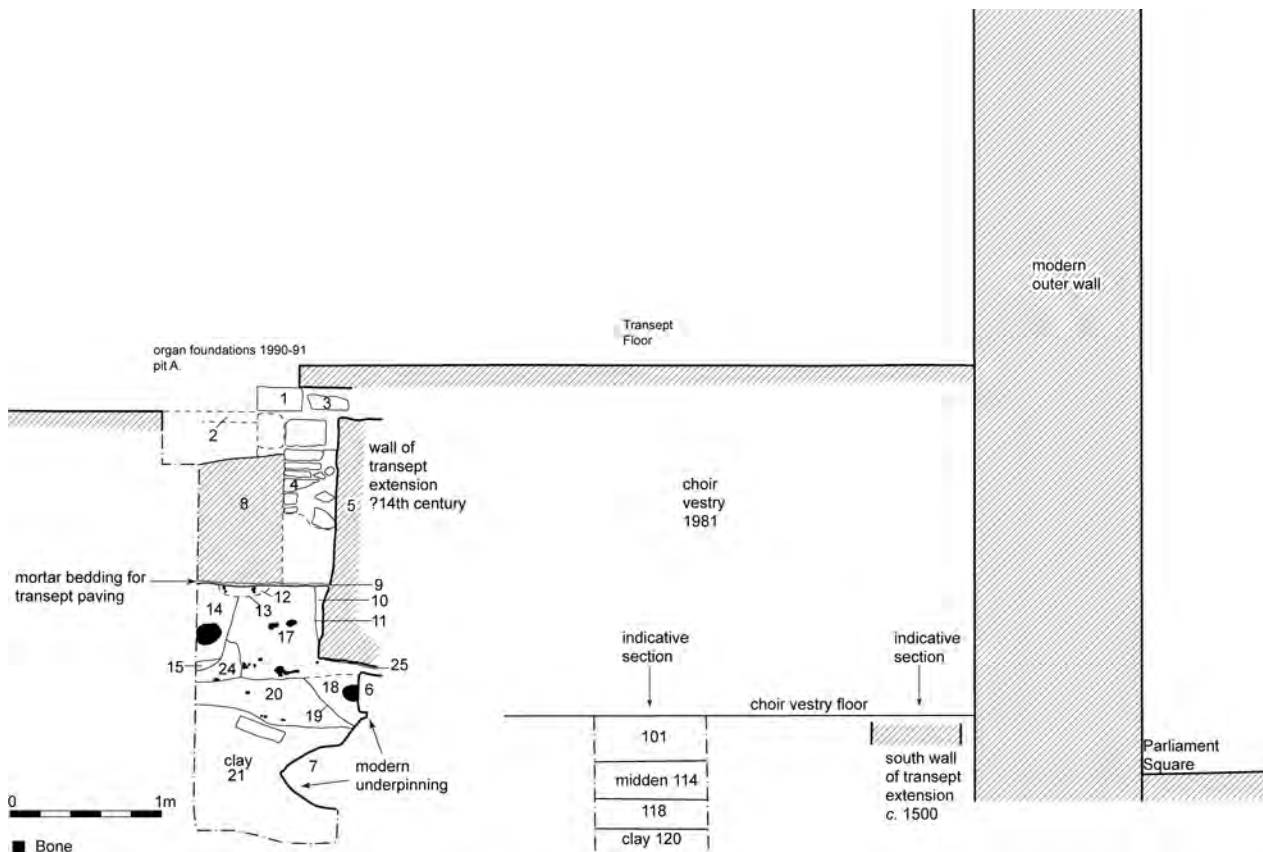 modern
outer wall
Transept
Floor
organ foundations 1990-91
pit A.
1
3
2
wall of
transept
extension
?14th century
4
5
8
choir
vestry
1981
mortar bedding for
transept paving
9
12
10
14
13
11
17
indicative
section
indicative
section
15
24
25
18
6
20
choir vestry floor
19
101
clay
21
7
modern
underpinning
midden 114
south wall
of transept
extension
c. 1500
Parliament
Square
118
clay 120
0
1m
Bone